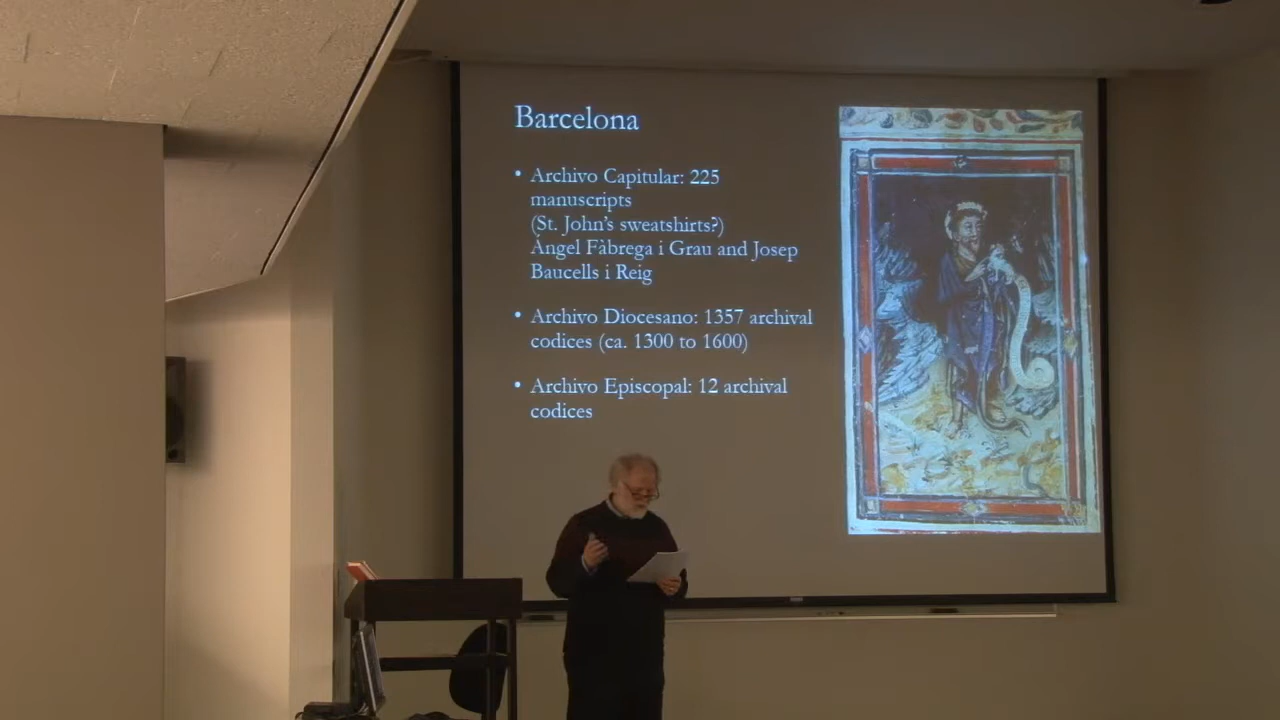 Barcelona
• Archivo Capitular: 225
manuscripts
(St. John's sweatshirts?)
Ángel Fàbrega i Grau and Josep
Baucells i Reig
• Archivo Diocesano: 1357 archival
codices (ca. 1300 to 1600)
• Archivo Episcopal: 12 archival
codices